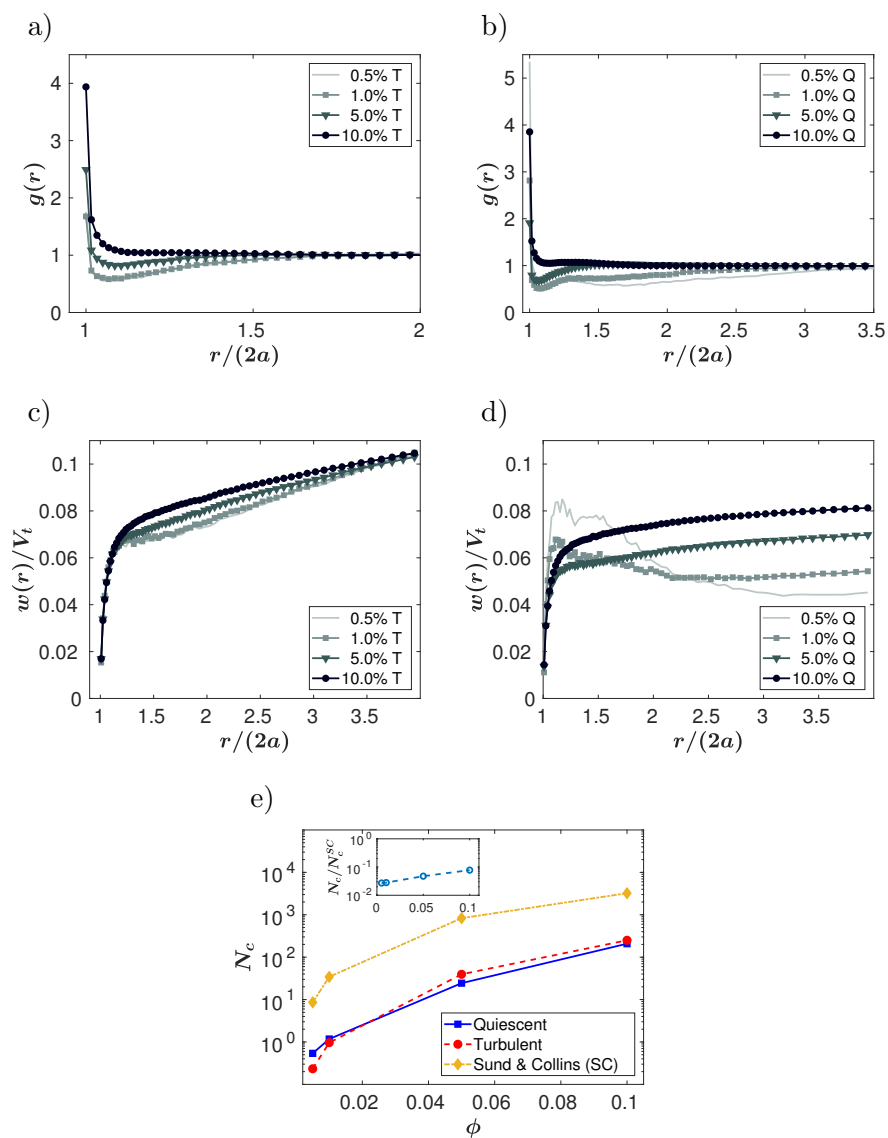 a)
g(r)
4
3
2
1
0
1
1.5
2
r/(2a)
0.5% T
1.0% T
5.0% T
10.0% T
b)
g(r)
5
4
3
2
1
0
1
1.5
2
2.5
3
3.5
r/(2a)
0.5% Q
1.0% Q
5.0% Q
10.0% Q
c)
w(r)/V_t
0.1
0.08
0.06
0.04
0.02
0
1
1.5
2
2.5
3
3.5
r/(2a)
0.5% T
1.0% T
5.0% T
10.0% T
d)
w(r)/V_t
0.1
0.08
0.06
0.04
0.02
0
1
1.5
2
2.5
3
3.5
r/(2a)
0.5% Q
1.0% Q
5.0% Q
10.0% Q
e)
N_c
10^4
10^3
10^2
10^1
10^0
0.02
0.04
0.06
0.08
0.1
ϕ
N_c/N_c^{SC}
10^0
10^-1
10^-2
0
0.05
0.1
Quiescent
Turbulent
Sund & Collins (SC)